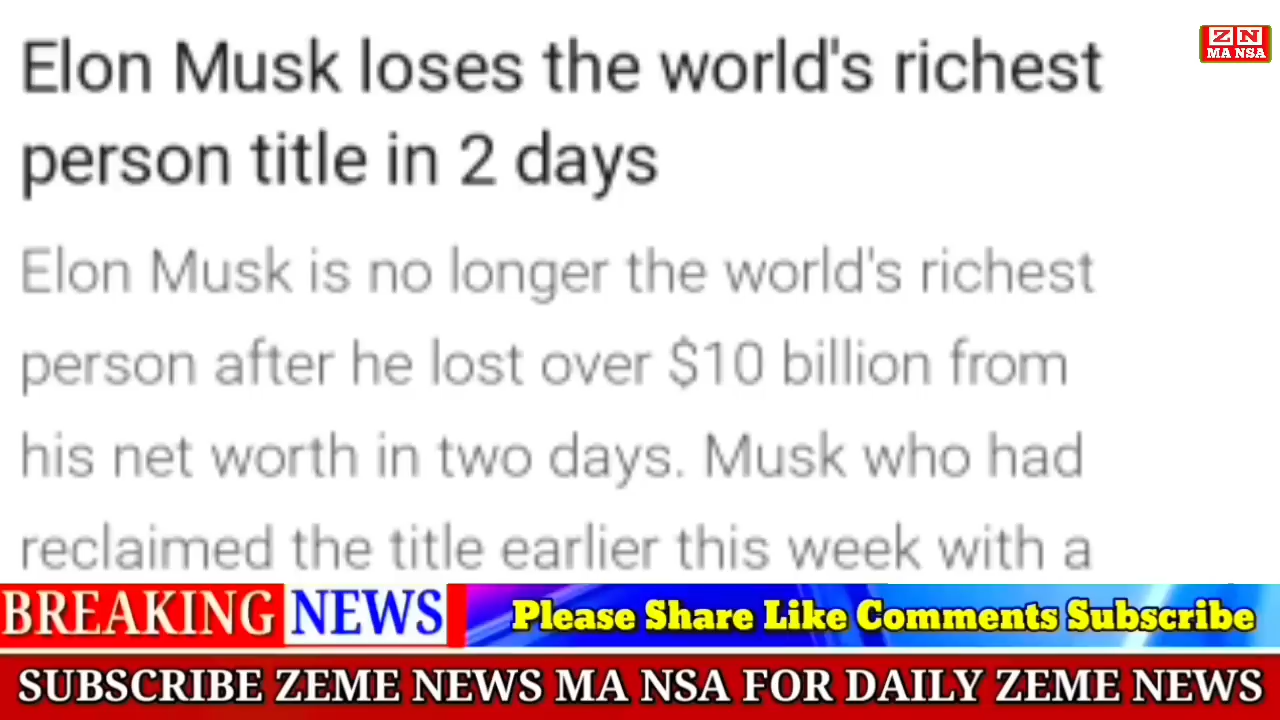 Z N
MA NSA
Elon Musk loses the world's richest
person title in 2 days
Elon Musk is no longer the world's richest
person after he lost over $10 billion from
his net worth in two days. Musk who had
reclaimed the title earlier this week with a
BREAKING NEWS
Please Share Like Comments Subscribe
SUBSCRIBE ZEME NEWS MA NSA FOR DAILY ZEME NEWS